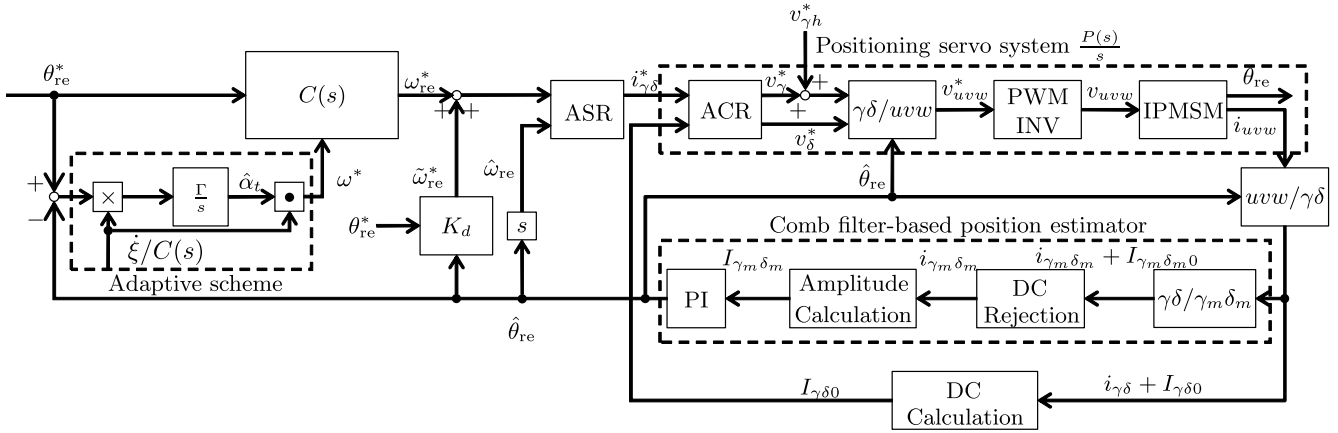 v*γh
Positioning servo system P(s)/s
θ*re
C(s)
ω*re
+
+
ASR
i*γδ
ACR
v*γ
+
+
v*δ
γδ/uvw
v*uvw
PWM
INV
vuvw
IPMSM
θre
iuvw
+
−
×
Γ/s
α̂t
•
ω*
ξ̇/C(s)
Adaptive scheme
θ*re
ω̃*re
Kd
ω̂re
s
θ̂re
θ̂re
uvw/γδ
Comb filter-based position estimator
PI
Iγmδm
Amplitude
Calculation
iγmδm
DC
Rejection
iγmδm + Iγmδm0
γδ/γmδm
Iγδ0
DC
Calculation
iγδ + Iγδ0